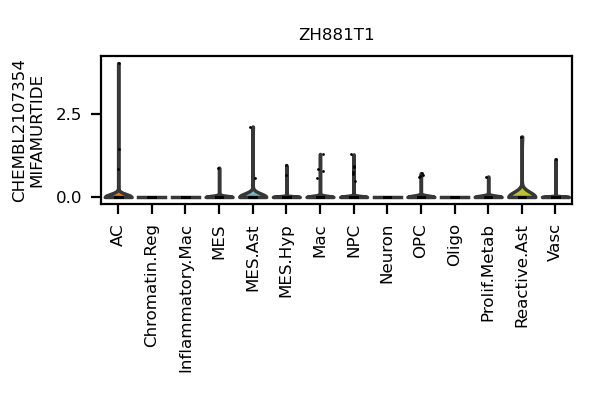 ZH881T1
CHEMBL2107354
MIFAMURTIDE
2.5
0.0
AC
Chromatin.Reg
Inflammatory.Mac
MES
MES.Ast
MES.Hyp
Mac
NPC
Neuron
OPC
Oligo
Prolif.Metab
Reactive.Ast
Vasc